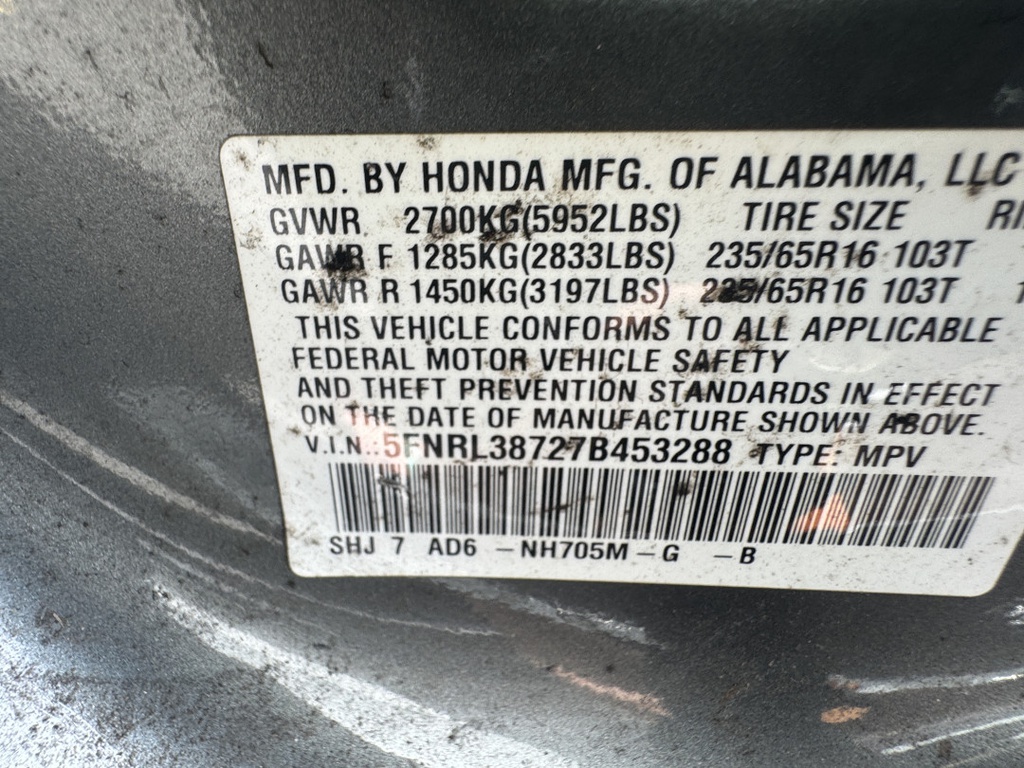 MFD. BY HONDA MFG. OF ALABAMA, LLC
GVWR 2700KG(5952LBS) TIRE SIZE
GAWR F 1285KG(2833LBS) 235/65R16 103T
GAWR R 1450KG(3197LBS) 235/65R16 103T
THIS VEHICLE CONFORMS TO ALL APPLICABLE
FEDERAL MOTOR VEHICLE SAFETY
AND THEFT PREVENTION STANDARDS IN EFFECT
ON THE DATE OF MANUFACTURE SHOWN ABOVE.
V.I.N.: 5FNRL38727B453288 TYPE: MPV
SHJ 7 AD6 -NH705M-G -B